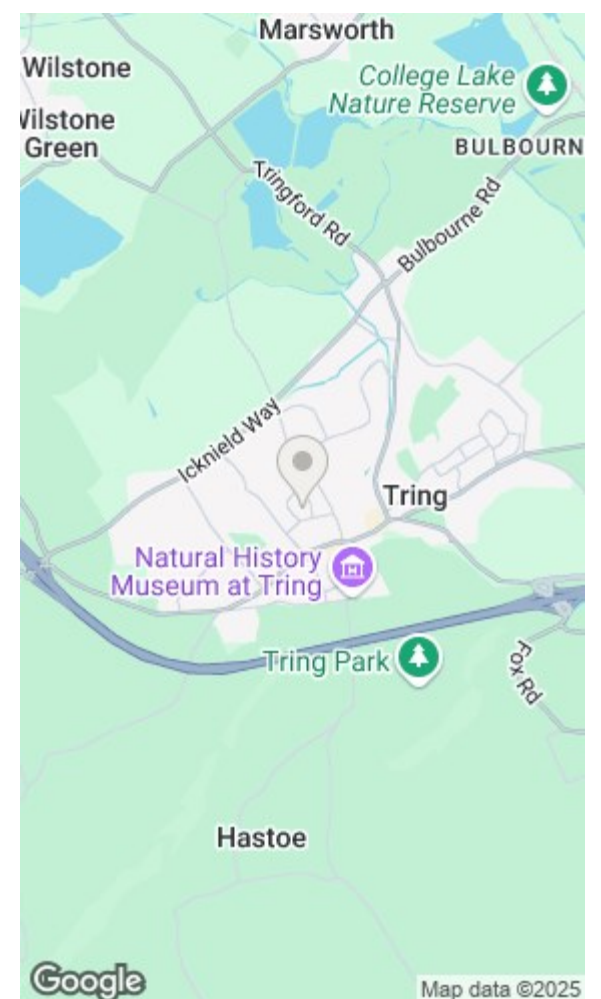 Marsworth
Wilstone
College Lake
Nature Reserve
Wilstone
Green
BULBOURN
Tringford Rd
Bulbourne Rd
Icknield Way
Tring
Natural History
Museum at Tring
Tring Park
Fox Rd
Hastoe
Google
Map data ©2025